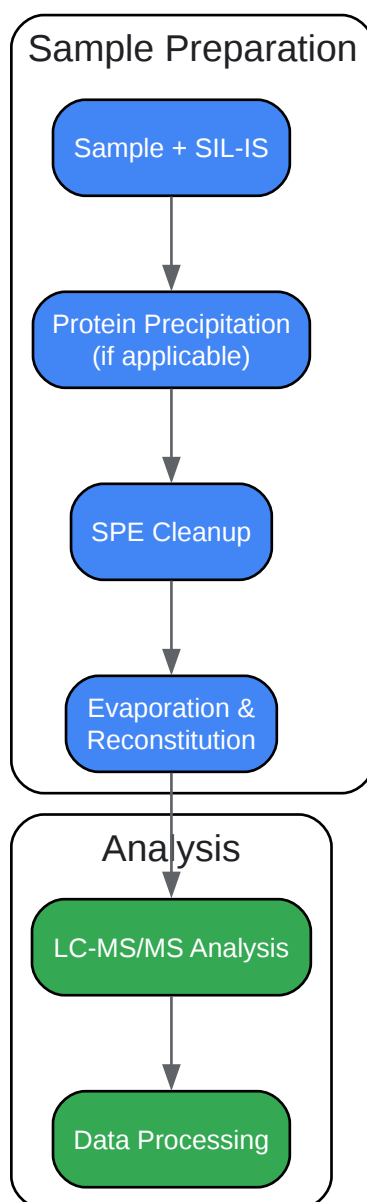 Sample Preparation
Sample + SIL-IS
Protein Precipitation
(if applicable)
SPE Cleanup
Evaporation &
Reconstitution
Analysis
LC-MS/MS Analysis
Data Processing